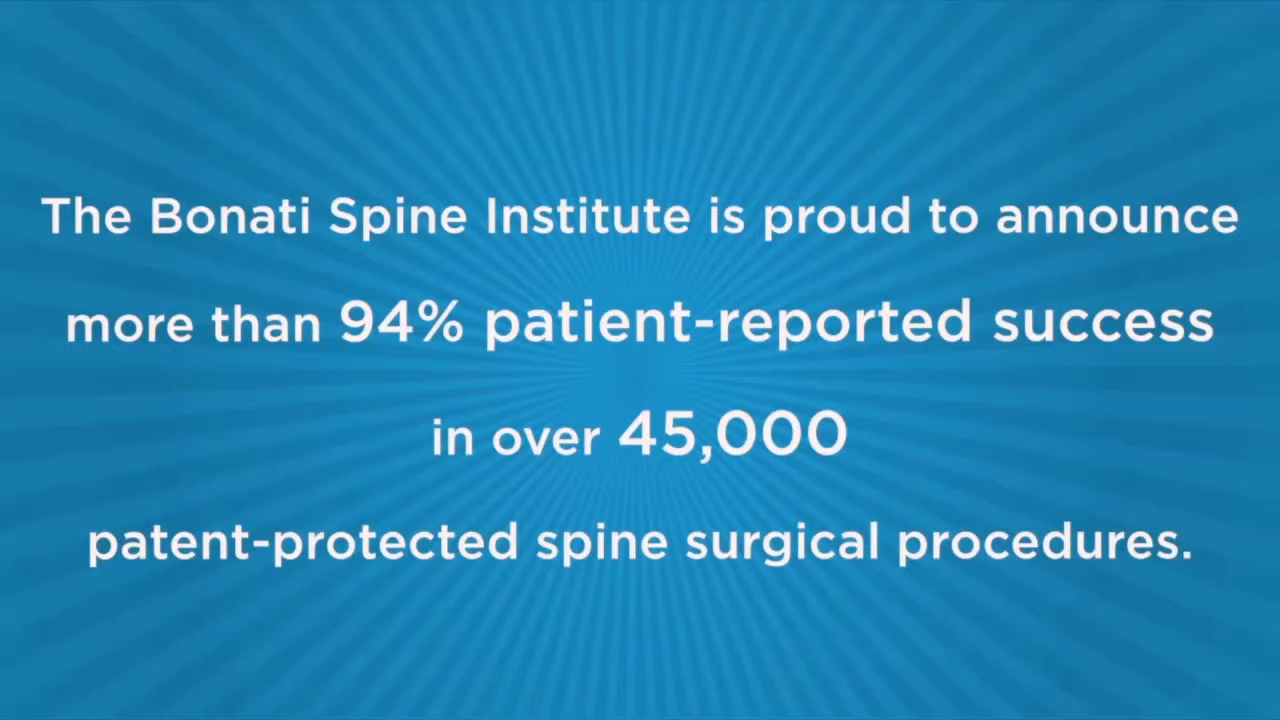 The Bonati Spine Institute is proud to announce
more than 94% patient-reported success
in over 45,000
patent-protected spine surgical procedures.